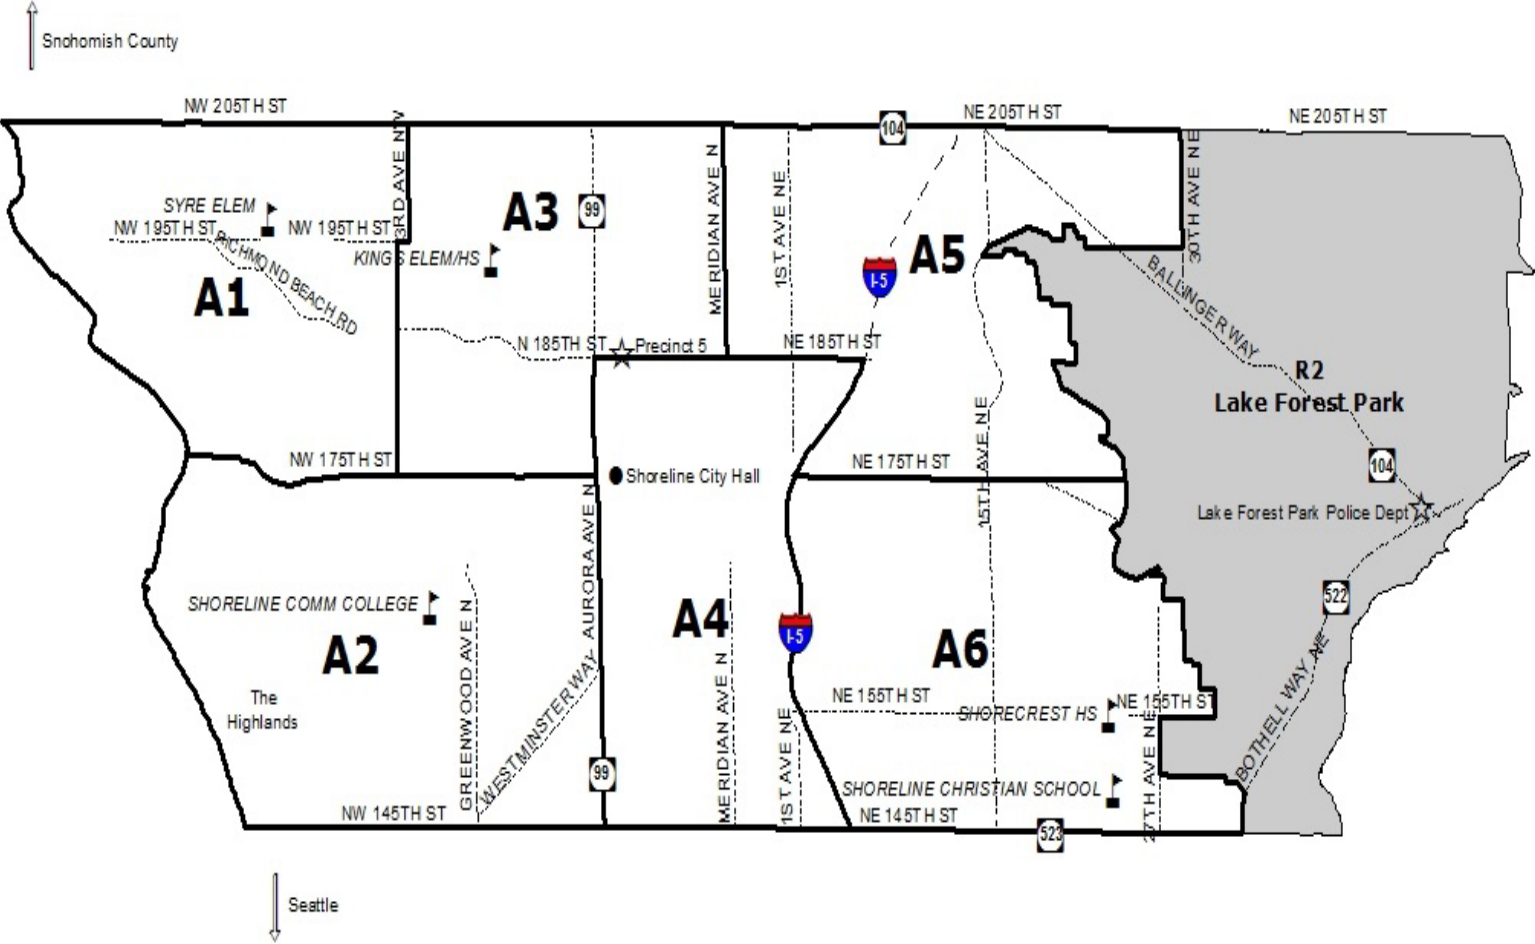 Snohomish County
NW 205TH ST
104
NE 205TH ST
NE 205TH ST
3RD AVE NW
MERIDIAN AVE N
1ST AVE NE
30TH AVE NE
SYRE ELEM
A3
99
NW 195TH ST
NW 195TH ST
RICHMOND BEACH RD
KINGS ELEM/HS
A5
I-5
BALLINGER WAY
A1
N 185TH ST
Precinct 5
NE 185TH ST
R2
Lake Forest Park
15TH AVE NE
NW 175TH ST
NE 175TH ST
104
Shoreline City Hall
Lake Forest Park Police Dept
AURORA AVE N
SHORELINE COMM COLLEGE
522
A2
A4
I-5
A6
GREENWOOD AVE N
WESTMINSTER WAY
MERIDIAN AVE N
1ST AVE NE
NE 155TH ST
NE 155TH ST
SHORECREST HS
BOTHELL WAY NE
The
Highlands
27TH AVE NE
99
SHORELINE CHRISTIAN SCHOOL
NW 145TH ST
NE 145TH ST
523
Seattle